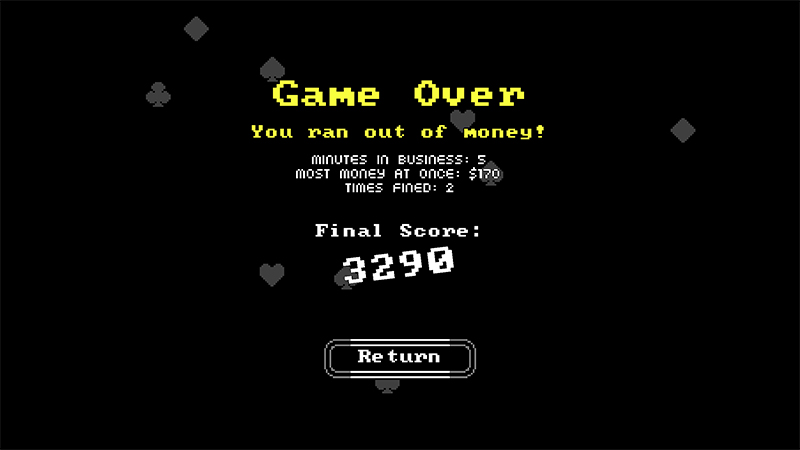 Game Over
You ran out of money!
MINUTES IN BUSINESS: 5
MOST MONEY AT ONCE: $170
TIMES FINED: 2
Final Score:
3290
Return